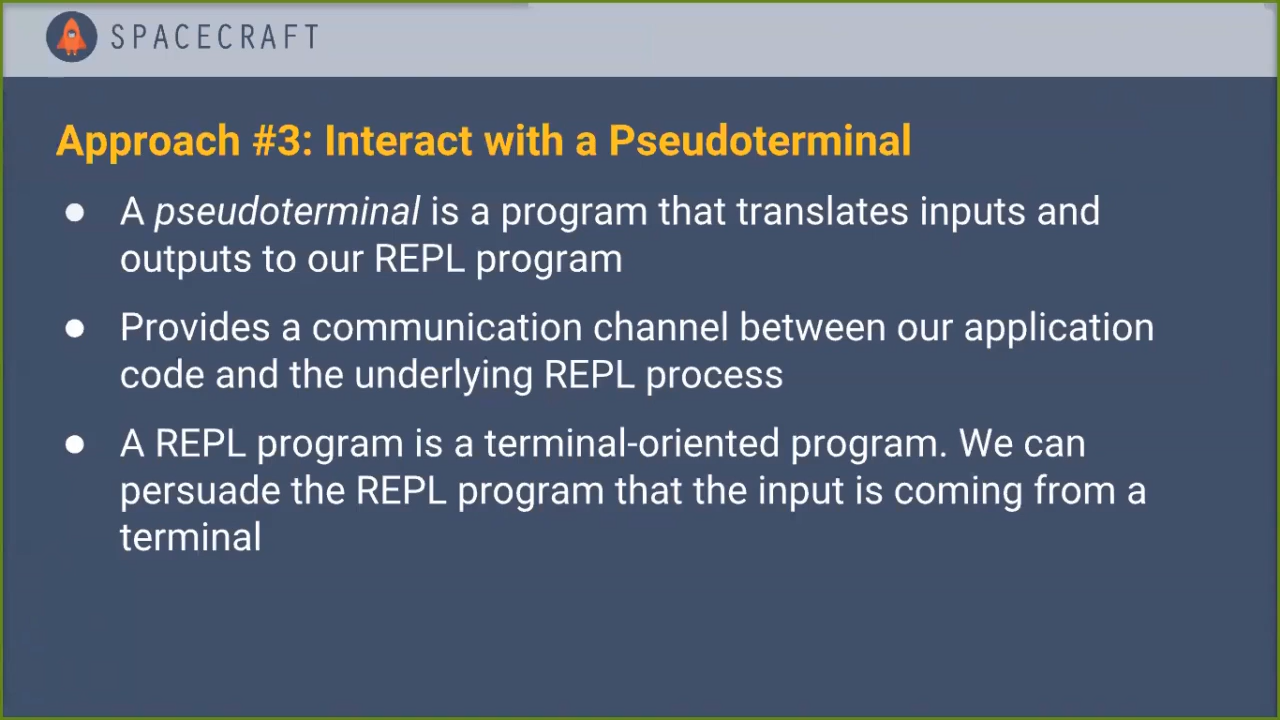 SPACECRAFT
Approach #3: Interact with a Pseudoterminal
● A pseudoterminal is a program that translates inputs and
outputs to our REPL program
● Provides a communication channel between our application
code and the underlying REPL process
● A REPL program is a terminal-oriented program. We can
persuade the REPL program that the input is coming from a
terminal